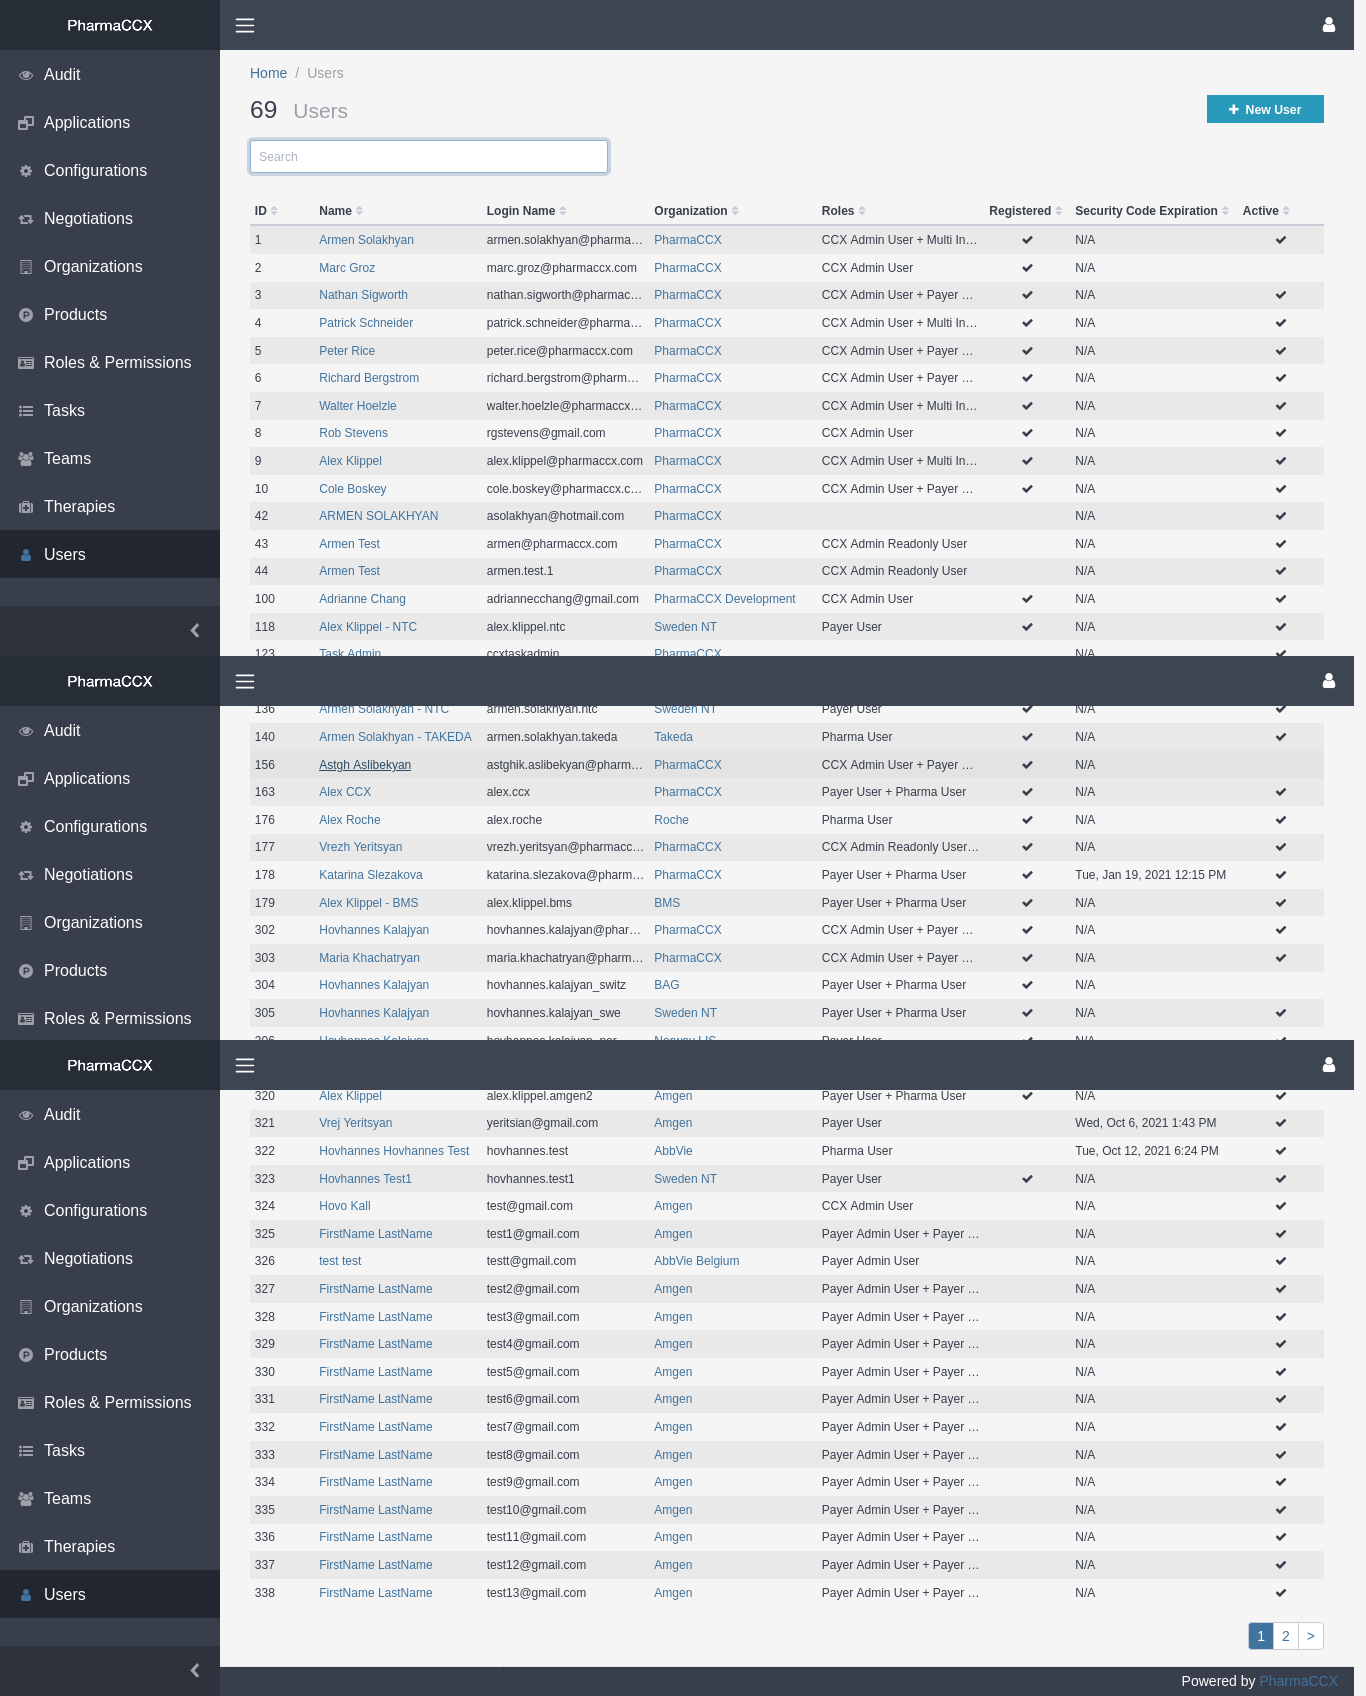 PharmaCCX
Audit
Applications
Configurations
Negotiations
Organizations
Products
Roles & Permissions
Tasks
Teams
Therapies
Users
Home / Users
69 Users
New User
Search
ID Name Login Name Organization Roles Registered Security Code Expiration Active
1 Armen Solakhyan armen.solakhyan@pharma… PharmaCCX CCX Admin User + Multi In… N/A
2 Marc Groz marc.groz@pharmaccx.com PharmaCCX CCX Admin User N/A
3 Nathan Sigworth nathan.sigworth@pharmac… PharmaCCX CCX Admin User + Payer … N/A
4 Patrick Schneider patrick.schneider@pharma… PharmaCCX CCX Admin User + Multi In… N/A
5 Peter Rice peter.rice@pharmaccx.com PharmaCCX CCX Admin User + Payer … N/A
6 Richard Bergstrom richard.bergstrom@pharm… PharmaCCX CCX Admin User + Payer … N/A
7 Walter Hoelzle walter.hoelzle@pharmaccx… PharmaCCX CCX Admin User + Multi In… N/A
8 Rob Stevens rgstevens@gmail.com PharmaCCX CCX Admin User N/A
9 Alex Klippel alex.klippel@pharmaccx.com PharmaCCX CCX Admin User + Multi In… N/A
10 Cole Boskey cole.boskey@pharmaccx.c… PharmaCCX CCX Admin User + Payer … N/A
42 ARMEN SOLAKHYAN asolakhyan@hotmail.com PharmaCCX N/A
43 Armen Test armen@pharmaccx.com PharmaCCX CCX Admin Readonly User N/A
44 Armen Test armen.test.1 PharmaCCX CCX Admin Readonly User N/A
100 Adrianne Chang adriannecchang@gmail.com PharmaCCX Development CCX Admin User N/A
118 Alex Klippel - NTC alex.klippel.ntc Sweden NT Payer User N/A
123 Task Admin ccxtaskadmin PharmaCCX N/A
PharmaCCX
Audit
Applications
Configurations
Negotiations
Organizations
Products
Roles & Permissions
136 Armen Solakhyan - NTC armen.solakhyan.ntc Sweden NT Payer User N/A
140 Armen Solakhyan - TAKEDA armen.solakhyan.takeda Takeda Pharma User N/A
156 Astgh Aslibekyan astghik.aslibekyan@pharm… PharmaCCX CCX Admin User + Payer … N/A
163 Alex CCX alex.ccx PharmaCCX Payer User + Pharma User N/A
176 Alex Roche alex.roche Roche Pharma User N/A
177 Vrezh Yeritsyan vrezh.yeritsyan@pharmacc… PharmaCCX CCX Admin Readonly User… N/A
178 Katarina Slezakova katarina.slezakova@pharm… PharmaCCX Payer User + Pharma User Tue, Jan 19, 2021 12:15 PM
179 Alex Klippel - BMS alex.klippel.bms BMS Payer User + Pharma User N/A
302 Hovhannes Kalajyan hovhannes.kalajyan@phar… PharmaCCX CCX Admin User + Payer … N/A
303 Maria Khachatryan maria.khachatryan@pharm… PharmaCCX CCX Admin User + Payer … N/A
304 Hovhannes Kalajyan hovhannes.kalajyan_switz BAG Payer User + Pharma User N/A
305 Hovhannes Kalajyan hovhannes.kalajyan_swe Sweden NT Payer User + Pharma User N/A
306 Hovhannes Kalajyan hovhannes.kalajyan_nor Norway LIS Payer User N/A
PharmaCCX
Audit
Applications
Configurations
Negotiations
Organizations
Products
Roles & Permissions
Tasks
Teams
Therapies
Users
320 Alex Klippel alex.klippel.amgen2 Amgen Payer User + Pharma User N/A
321 Vrej Yeritsyan yeritsian@gmail.com Amgen Payer User Wed, Oct 6, 2021 1:43 PM
322 Hovhannes Hovhannes Test hovhannes.test AbbVie Pharma User Tue, Oct 12, 2021 6:24 PM
323 Hovhannes Test1 hovhannes.test1 Sweden NT Payer User N/A
324 Hovo Kall test@gmail.com Amgen CCX Admin User N/A
325 FirstName LastName test1@gmail.com Amgen Payer Admin User + Payer … N/A
326 test test testt@gmail.com AbbVie Belgium Payer Admin User N/A
327 FirstName LastName test2@gmail.com Amgen Payer Admin User + Payer … N/A
328 FirstName LastName test3@gmail.com Amgen Payer Admin User + Payer … N/A
329 FirstName LastName test4@gmail.com Amgen Payer Admin User + Payer … N/A
330 FirstName LastName test5@gmail.com Amgen Payer Admin User + Payer … N/A
331 FirstName LastName test6@gmail.com Amgen Payer Admin User + Payer … N/A
332 FirstName LastName test7@gmail.com Amgen Payer Admin User + Payer … N/A
333 FirstName LastName test8@gmail.com Amgen Payer Admin User + Payer … N/A
334 FirstName LastName test9@gmail.com Amgen Payer Admin User + Payer … N/A
335 FirstName LastName test10@gmail.com Amgen Payer Admin User + Payer … N/A
336 FirstName LastName test11@gmail.com Amgen Payer Admin User + Payer … N/A
337 FirstName LastName test12@gmail.com Amgen Payer Admin User + Payer … N/A
338 FirstName LastName test13@gmail.com Amgen Payer Admin User + Payer … N/A
1 2 >
Powered by PharmaCCX